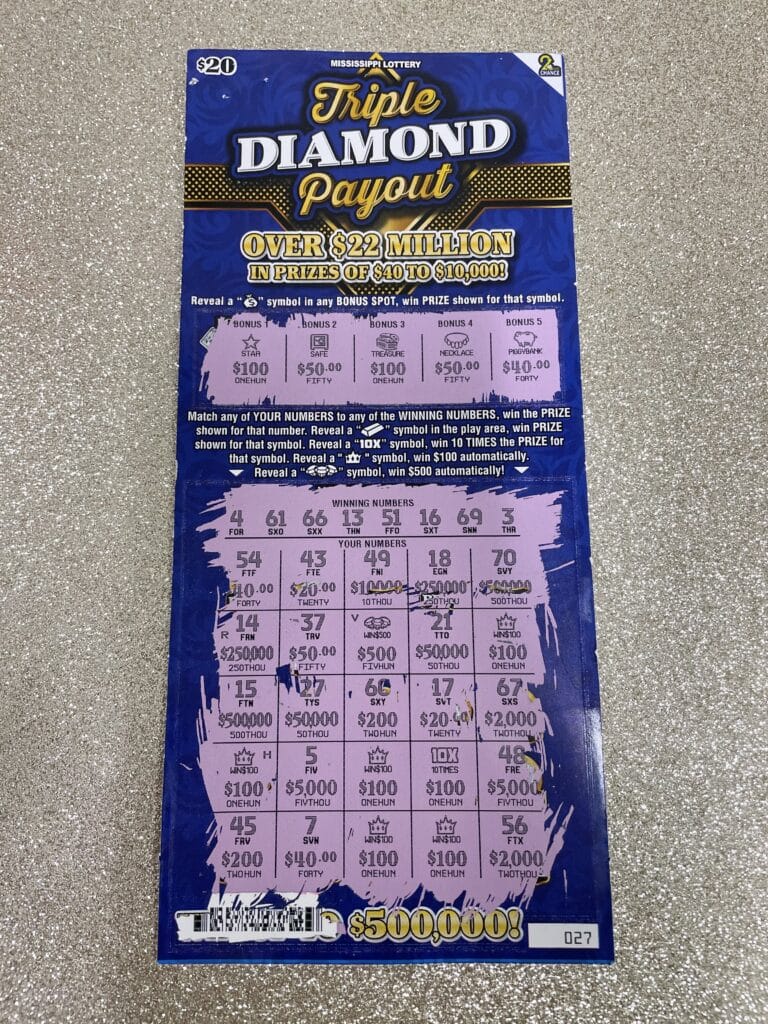 $20
MISSISSIPPI LOTTERY
2ND CHANCE
Triple
DIAMOND
Payout
OVER $22 MILLION
IN PRIZES OF $40 TO $10,000!
Reveal a " " symbol in any BONUS SPOT, win PRIZE shown for that symbol.
BONUS 1 BONUS 2 BONUS 3 BONUS 4 BONUS 5
STAR SAFE TREASURE NECKLACE PIGGYBANK
$100 $50.00 $100 $50.00 $40.00
ONEHUN FIFTY ONEHUN FIFTY FORTY
Match any of YOUR NUMBERS to any of the WINNING NUMBERS, win the PRIZE
shown for that number. Reveal a " " symbol in the play area, win PRIZE
shown for that symbol. Reveal a "10X" symbol, win 10 TIMES the PRIZE for
that symbol. Reveal a " " symbol, win $100 automatically.
Reveal a " " symbol, win $500 automatically!
WINNING NUMBERS
4 61 66 13 51 16 69 3
FOR SXO SXX THN FFO SXT SNN THR
YOUR NUMBERS
54 43 49 18 70
FTF FTE FNI EGN SVY
$40.00 $20.00 $10000 $250000 $500000
FORTY TWENTY 10THOU 250THOU 500THOU
R 14 37 V 21
FRN TRV WIN$500 TTO WIN$100
$250000 $50.00 $500 $50,000 $100
250THOU FIFTY FIVHUN 50THOU ONEHUN
15 27 60 17 67
FTN TYS SXY SVT SXS
$500000 $50,000 $200 $20.00 $2,000
500THOU 50THOU TWOHUN TWENTY TWOTHOU
H 5 10X 48
WIN$100 FIV WIN$100 10TIMES FRE
$100 $5,000 $100 $100 $5,000
ONEHUN FIVTHOU ONEHUN ONEHUN FIVTHOU
45 7 56
FRV SVN WIN$100 WIN$100 FTX
$200 $40.00 $100 $100 $2,000
TWOHUN FORTY ONEHUN ONEHUN TWOTHOU
$500,000!
027